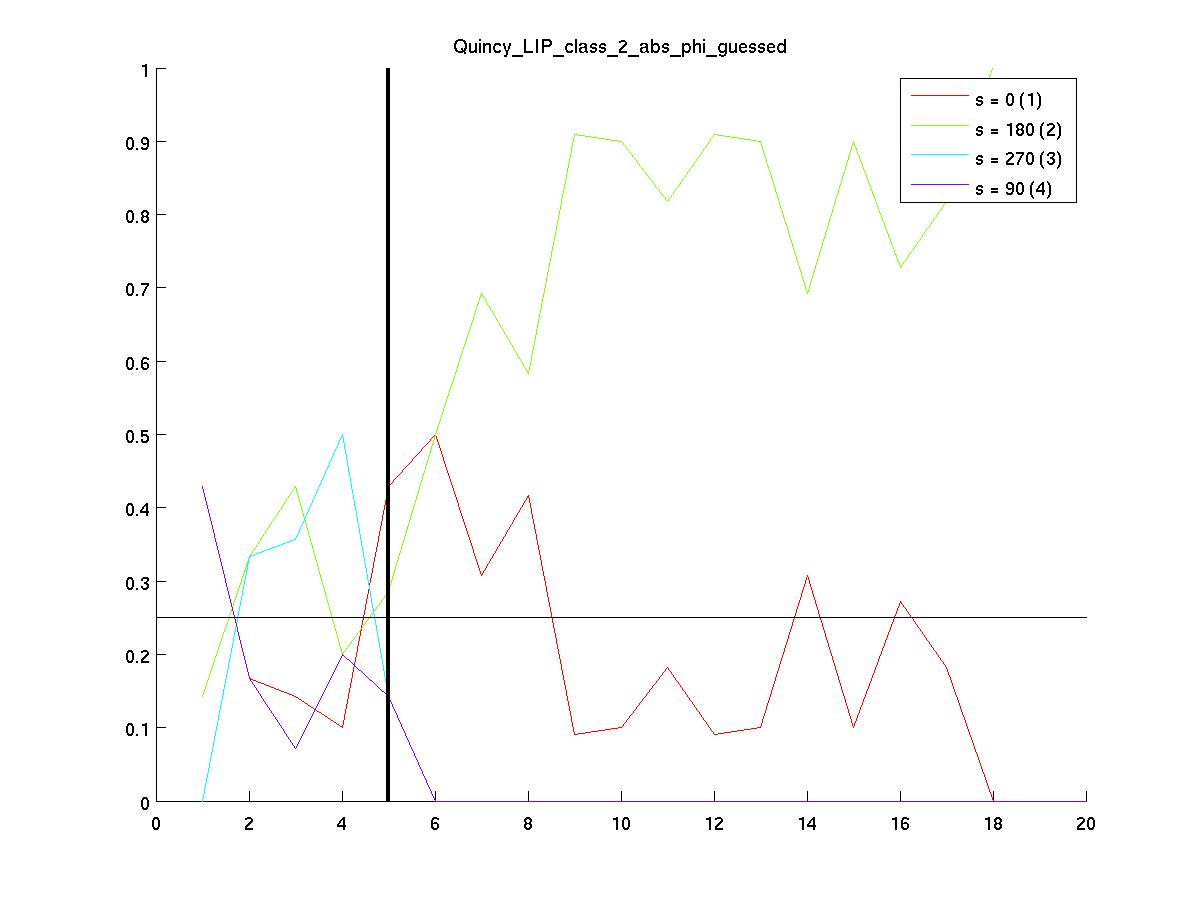 Quincy_LIP_class_2_abs_phi_guessed
1
0.9
0.8
0.7
0.6
0.5
0.4
0.3
0.2
0.1
0
s = 0 (1)
s = 180 (2)
s = 270 (3)
s = 90 (4)
0 2 4 6 8 10 12 14 16 18 20